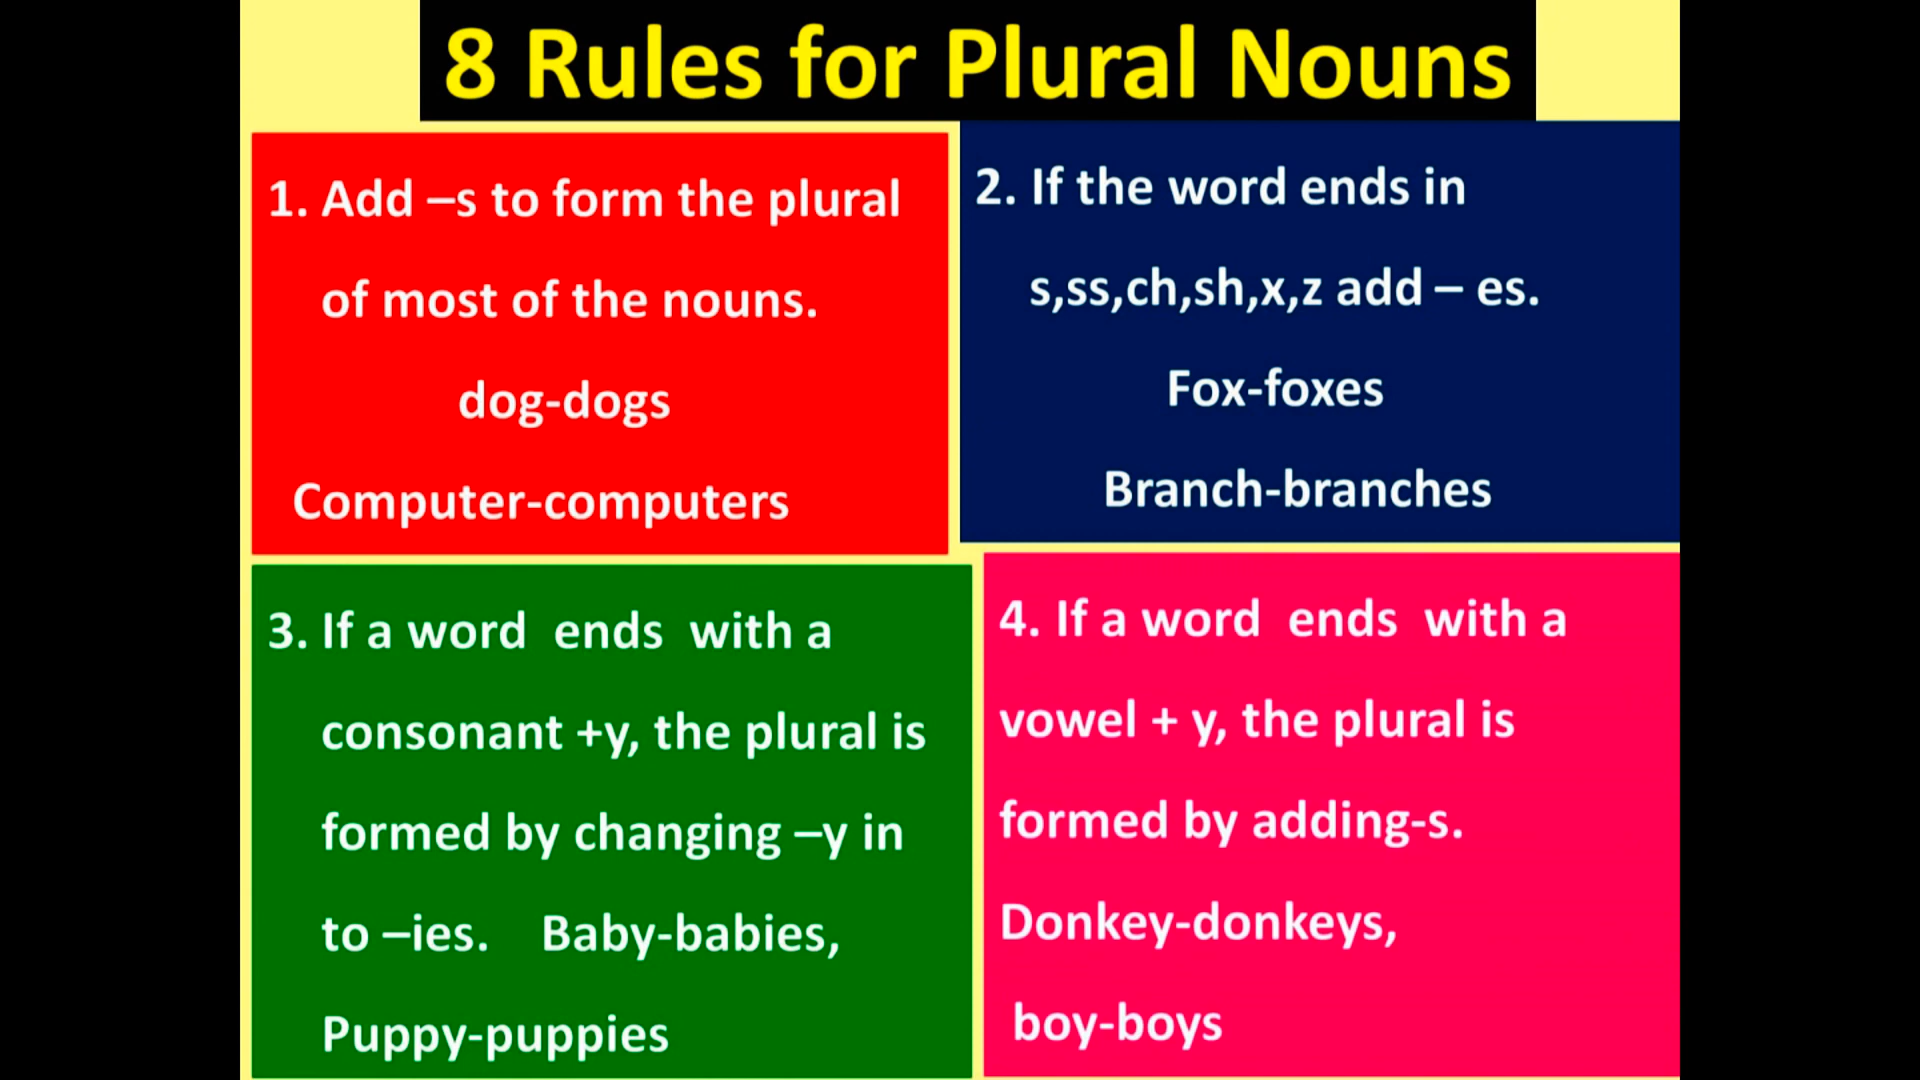 8 Rules for Plural Nouns
1. Add –s to form the plural
of most of the nouns.
dog-dogs
Computer-computers
2. If the word ends in
s,ss,ch,sh,x,z add – es.
Fox-foxes
Branch-branches
3. If a word ends with a
consonant +y, the plural is
formed by changing –y in
to –ies. Baby-babies,
Puppy-puppies
4. If a word ends with a
vowel + y, the plural is
formed by adding-s.
Donkey-donkeys,
boy-boys